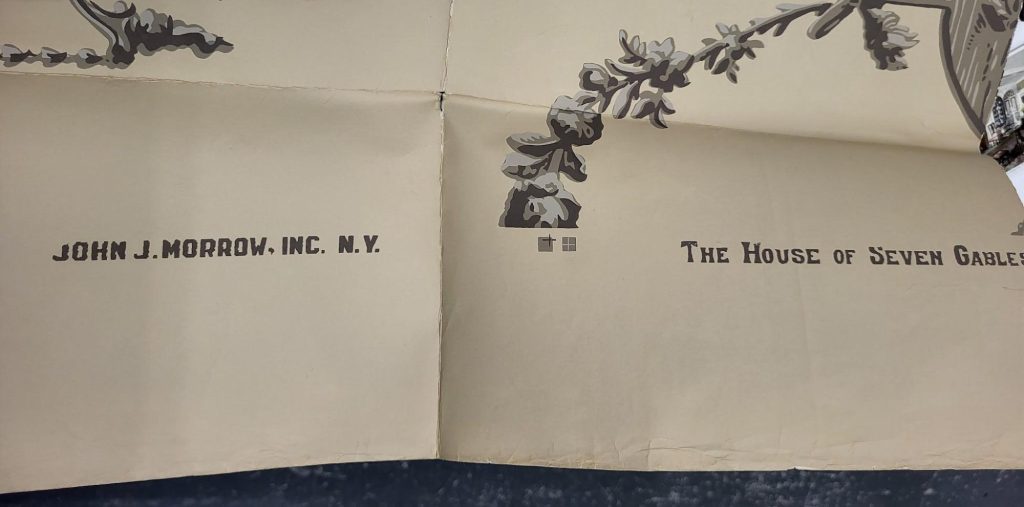 JOHN J. MORROW, INC. N.Y.
THE HOUSE OF SEVEN GABLES